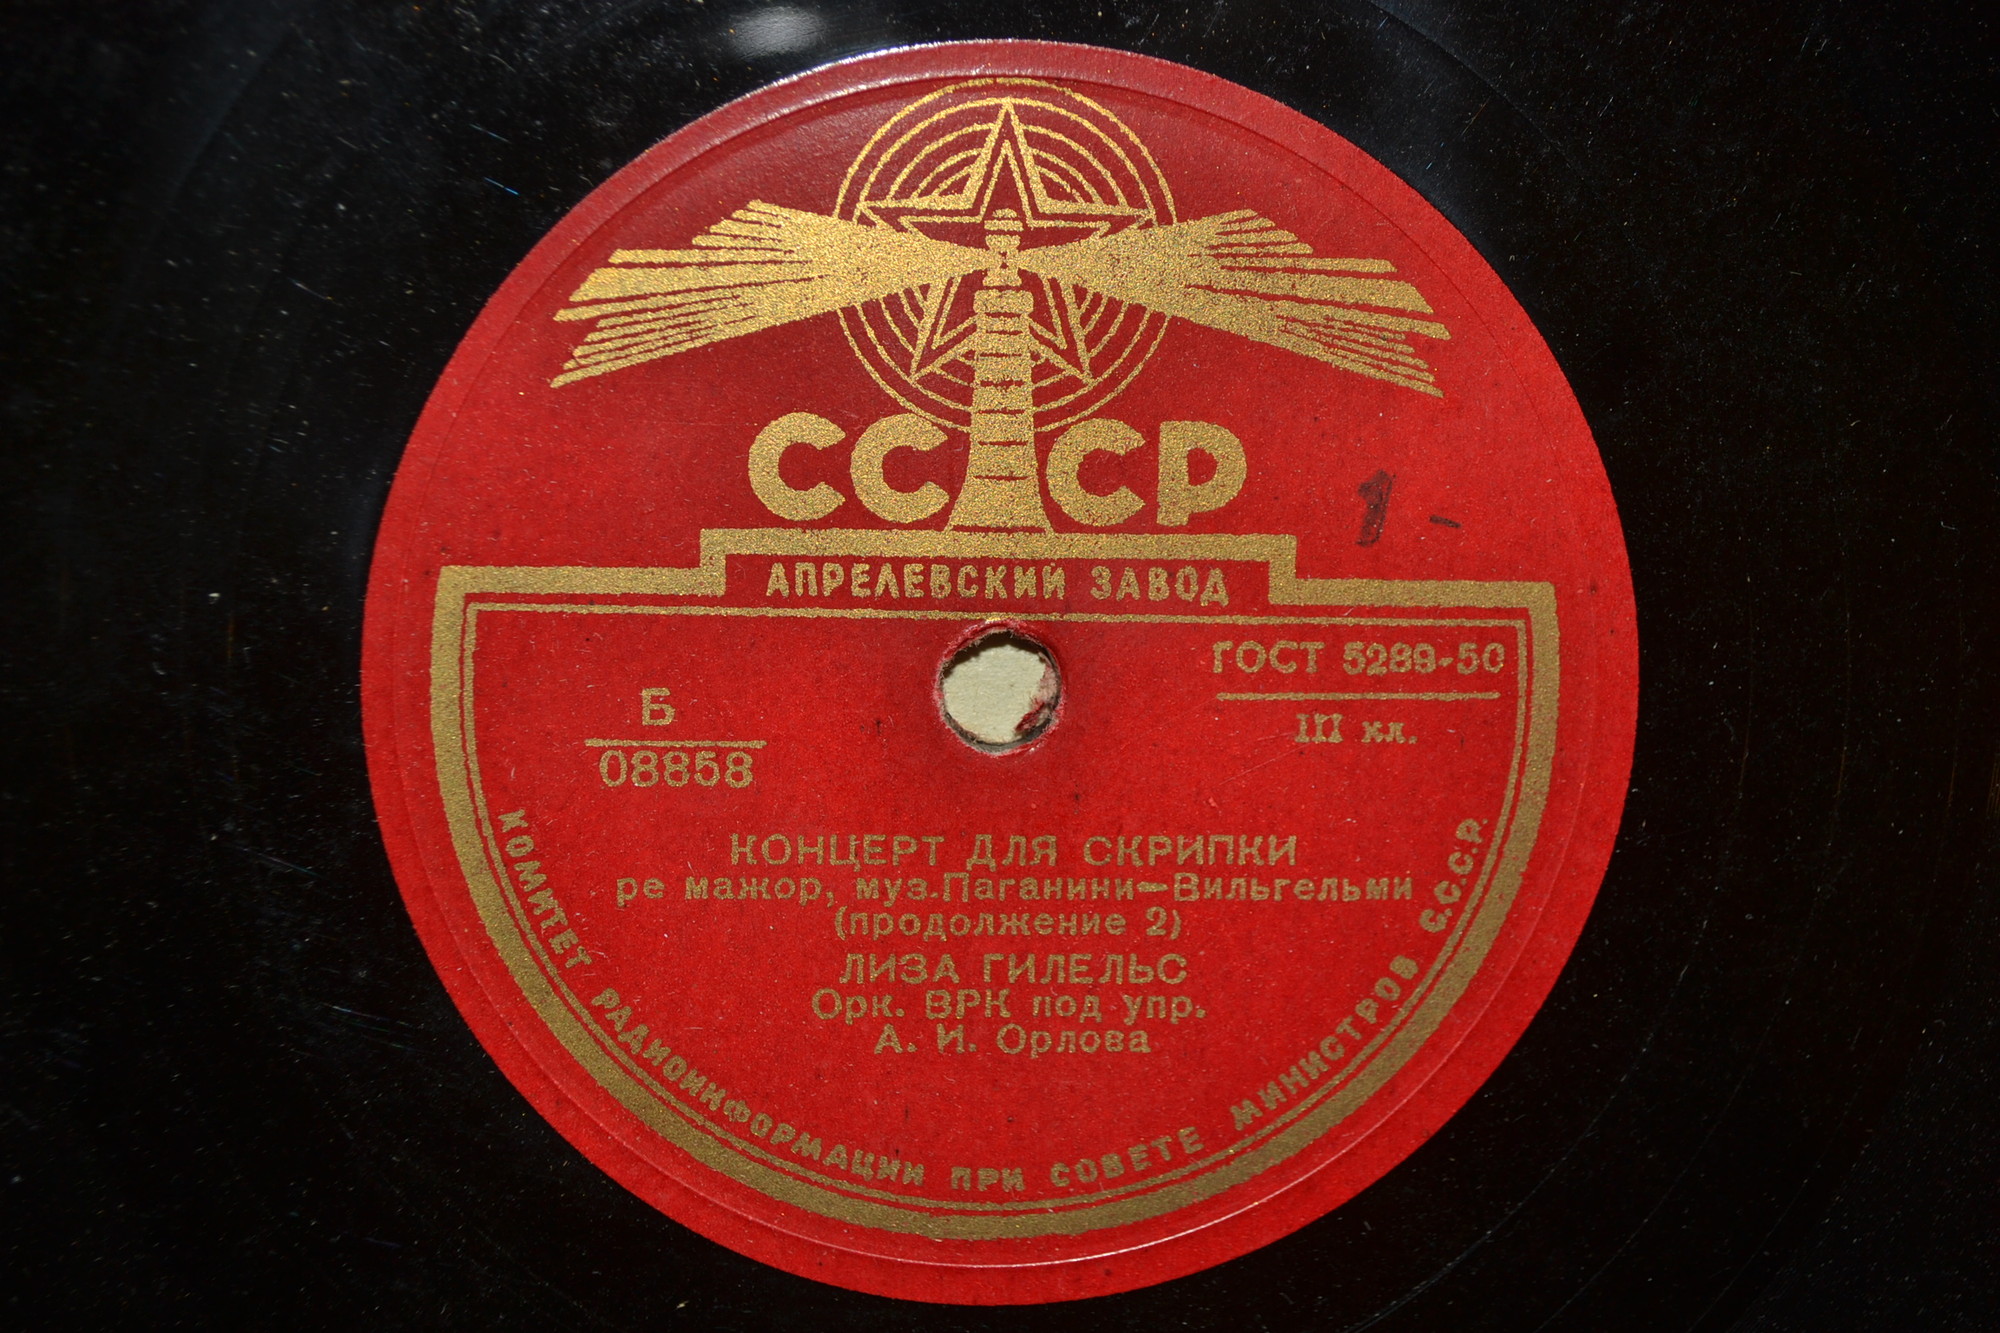 СССР
1 -
АПРЕЛЕВСКИЙ ЗАВОД
ГОСТ 5289-50
III кл.
Б
08858
КОНЦЕРТ ДЛЯ СКРИПКИ
ре мажор, муз.Паганини—Вильгельми
(продолжение 2)
ЛИЗА ГИЛЕЛЬС
Орк. ВРК под упр.
А. И. Орлова
КОМИТЕТ РАДИОИНФОРМАЦИИ ПРИ СОВЕТЕ МИНИСТРОВ С.С.С.Р.